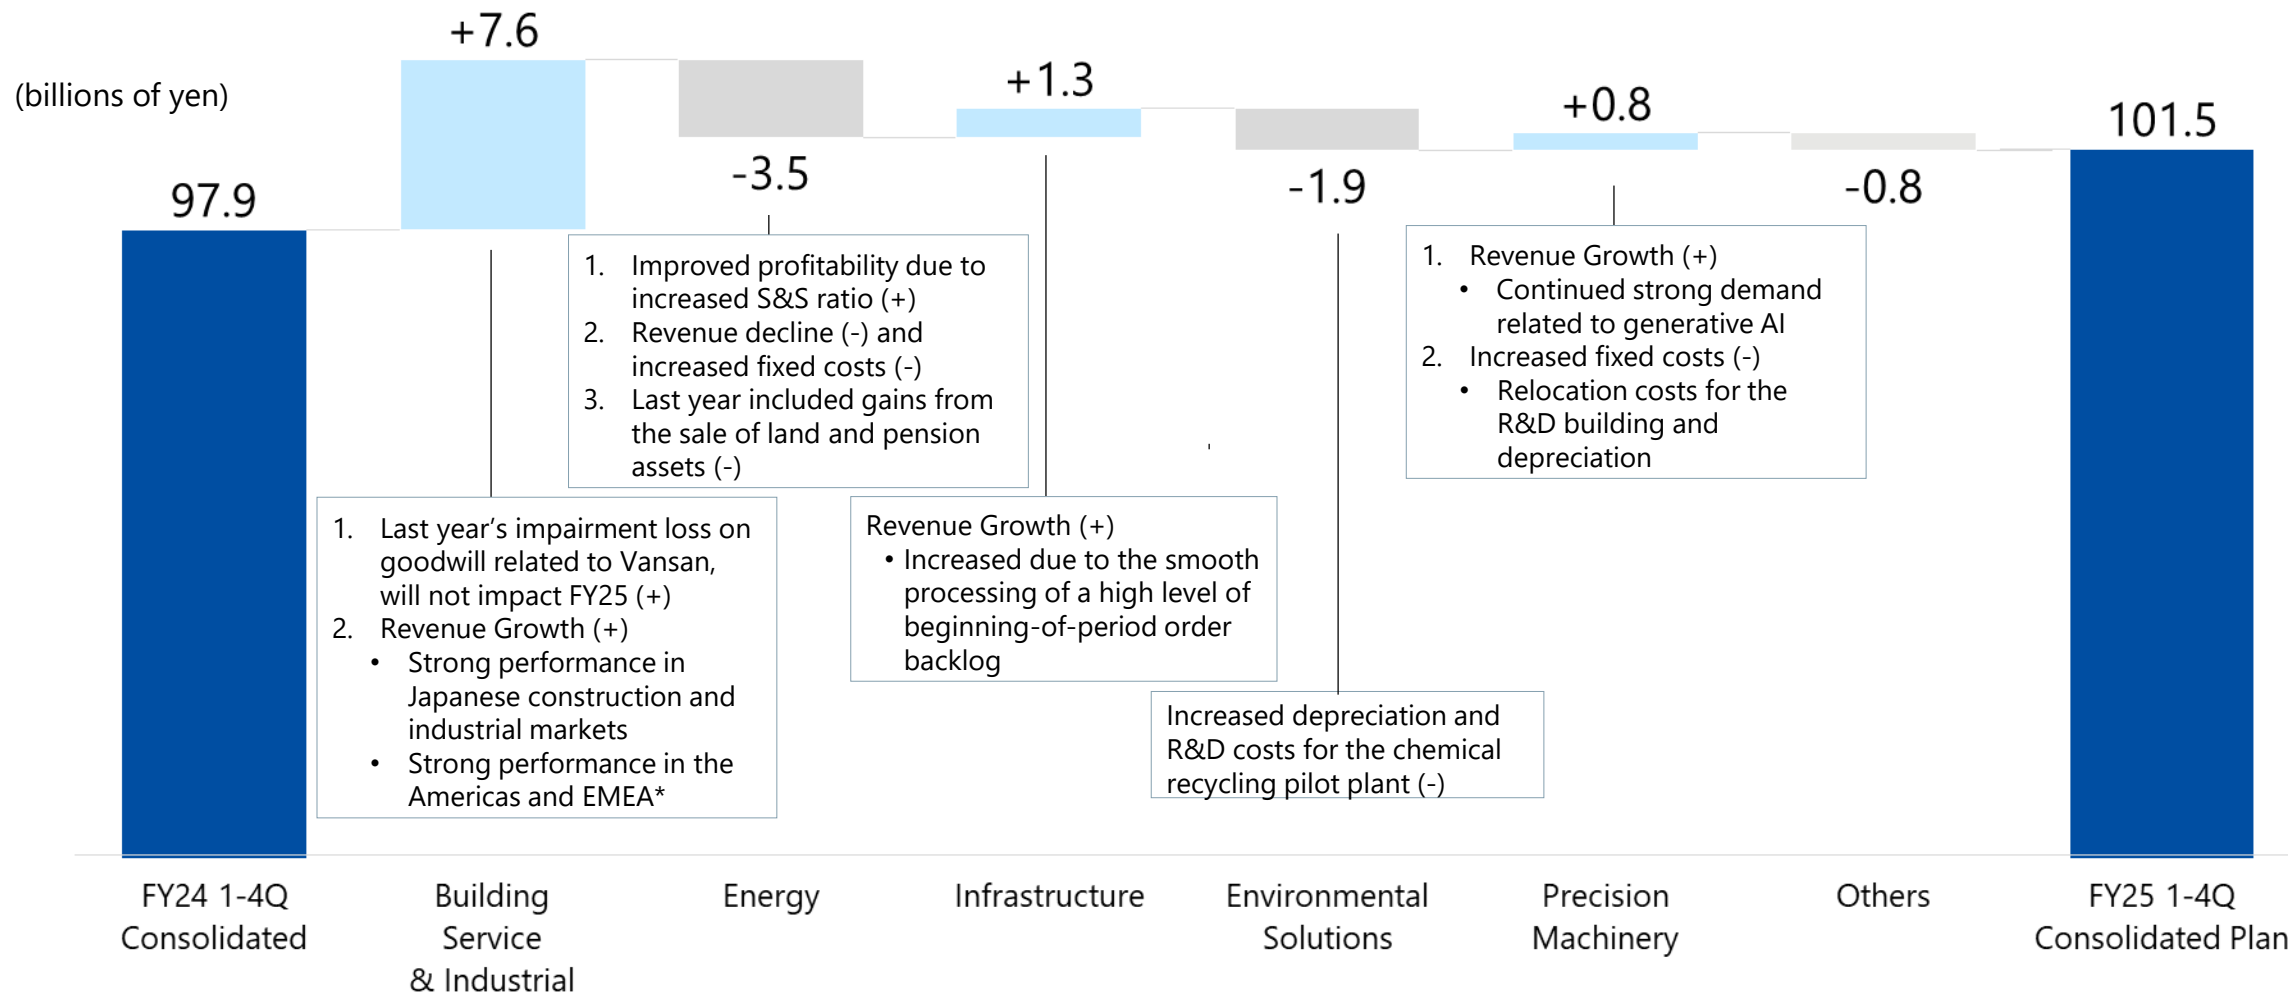 (billions of yen)
97.9
+7.6
-3.5
+1.3
-1.9
+0.8
-0.8
101.5
1. Last year’s impairment loss on
goodwill related to Vansan,
will not impact FY25 (+)
2. Revenue Growth (+)
• Strong performance in
Japanese construction and
industrial markets
• Strong performance in the
Americas and EMEA*
1. Improved profitability due to
increased S&S ratio (+)
2. Revenue decline (-) and
increased fixed costs (-)
3. Last year included gains from
the sale of land and pension
assets (-)
Revenue Growth (+)
• Increased due to the smooth
processing of a high level of
beginning-of-period order
backlog
Increased depreciation and
R&D costs for the chemical
recycling pilot plant (-)
1. Revenue Growth (+)
• Continued strong demand
related to generative AI
2. Increased fixed costs (-)
• Relocation costs for the
R&D building and
depreciation
FY24 1-4Q
Consolidated
Building
Service
& Industrial
Energy
Infrastructure
Environmental
Solutions
Precision
Machinery
Others
FY25 1-4Q
Consolidated Plan